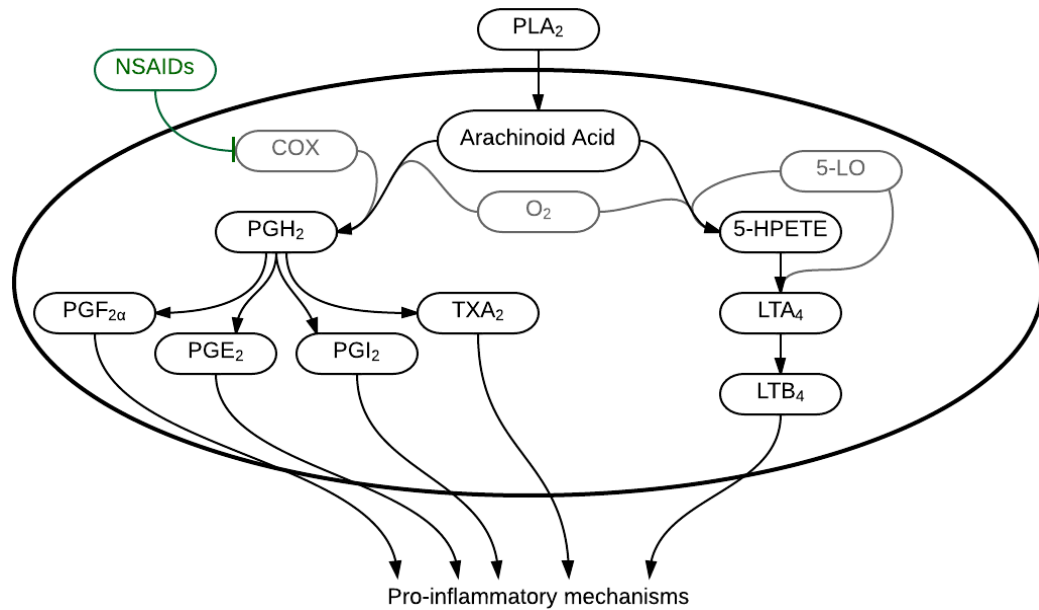 PLA₂
NSAIDs
Arachinoid Acid
COX
5-LO
O₂
PGH₂
5-HPETE
PGF₂α
TXA₂
LTA₄
PGE₂
PGI₂
LTB₄
Pro-inflammatory mechanisms